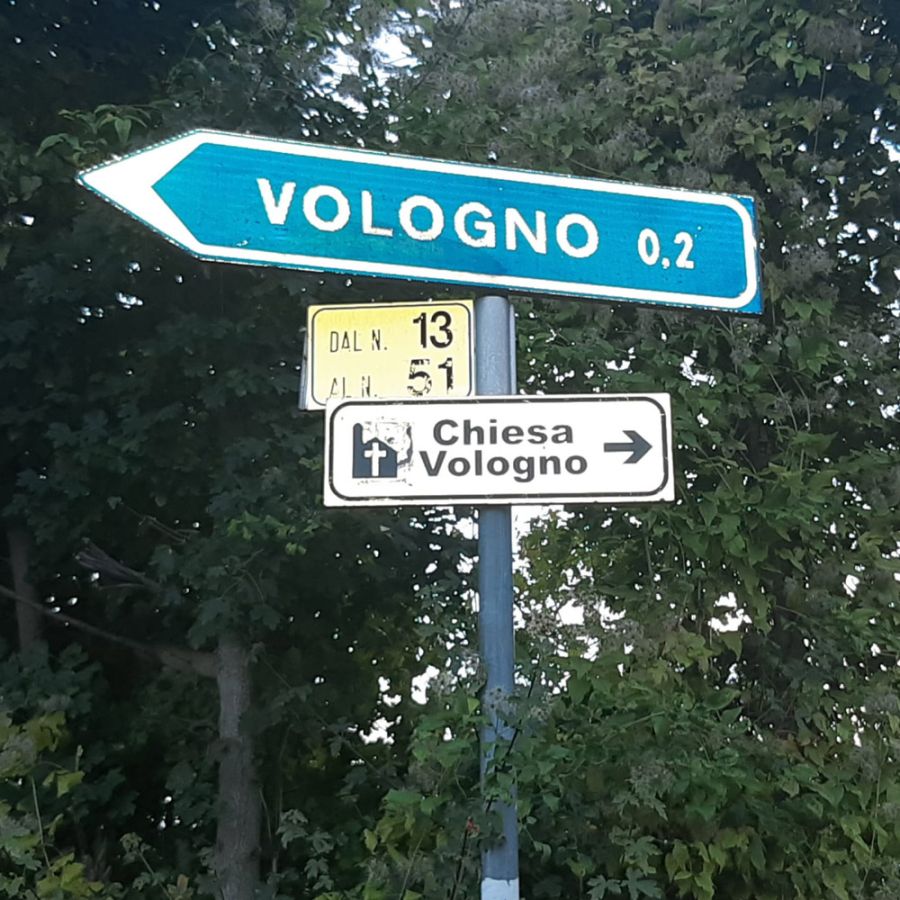 VOLOGNO 0,2
DAL N. 13
AL N. 51
Chiesa
Vologno